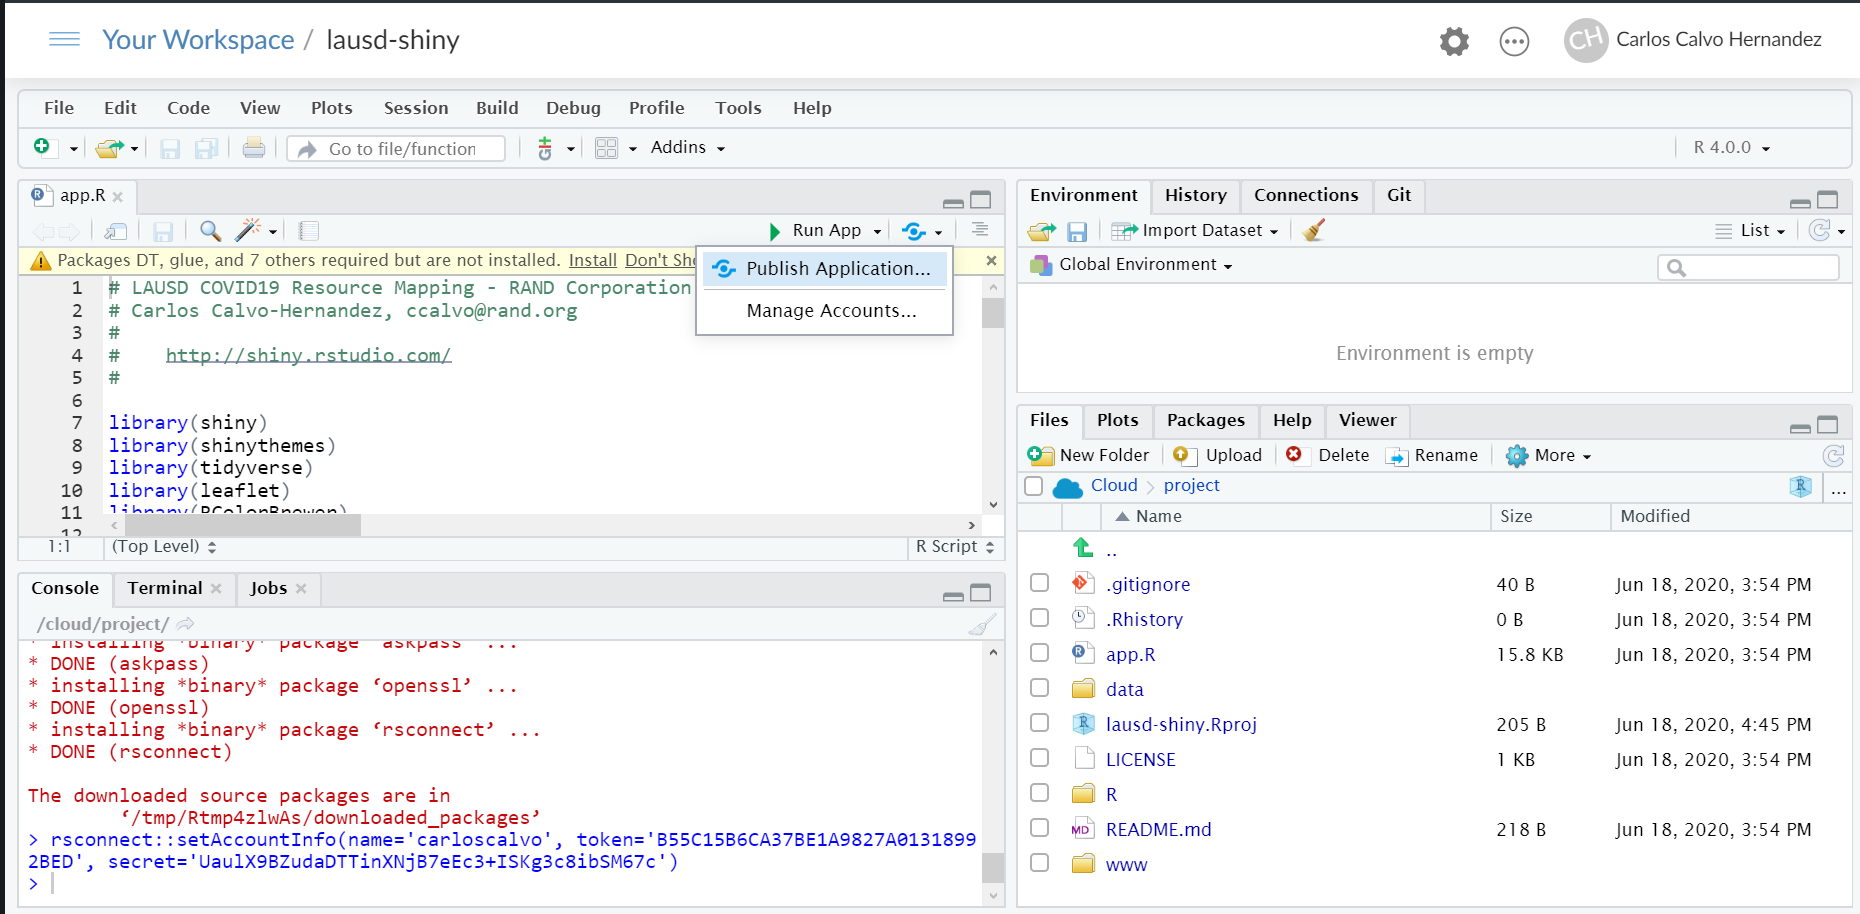 Your Workspace / lausd-shiny
CH Carlos Calvo Hernandez
File Edit Code View Plots Session Build Debug Profile Tools Help
Go to file/function Addins R 4.0.0
app.R
Run App
Packages DT, glue, and 7 others required but are not installed. Install Don't Sh
Publish Application...
Manage Accounts...
1 # LAUSD COVID19 Resource Mapping - RAND Corporation
2 # Carlos Calvo-Hernandez, ccalvo@rand.org
3 #
4 #    http://shiny.rstudio.com/
5 #
6
7 library(shiny)
8 library(shinythemes)
9 library(tidyverse)
10 library(leaflet)
11 library(RColorBrewer)
12
1:1 (Top Level) R Script
Console Terminal Jobs
/cloud/project/
* installing *binary* package ‘askpass’ ...
* DONE (askpass)
* installing *binary* package ‘openssl’ ...
* DONE (openssl)
* installing *binary* package ‘rsconnect’ ...
* DONE (rsconnect)
The downloaded source packages are in
‘/tmp/Rtmp4zlwAs/downloaded_packages’
> rsconnect::setAccountInfo(name='carloscalvo', token='B55C15B6CA37BE1A9827A0131899
2BED', secret='UaulX9BZudaDTTinXNjB7eEc3+ISKg3c8ibSM67c')
>
Environment History Connections Git
Import Dataset List
Global Environment
Environment is empty
Files Plots Packages Help Viewer
New Folder Upload Delete Rename More
Cloud project ...
Name Size Modified
..
.gitignore 40 B Jun 18, 2020, 3:54 PM
.Rhistory 0 B Jun 18, 2020, 3:54 PM
app.R 15.8 KB Jun 18, 2020, 3:54 PM
data
lausd-shiny.Rproj 205 B Jun 18, 2020, 4:45 PM
LICENSE 1 KB Jun 18, 2020, 3:54 PM
R
README.md 218 B Jun 18, 2020, 3:54 PM
www